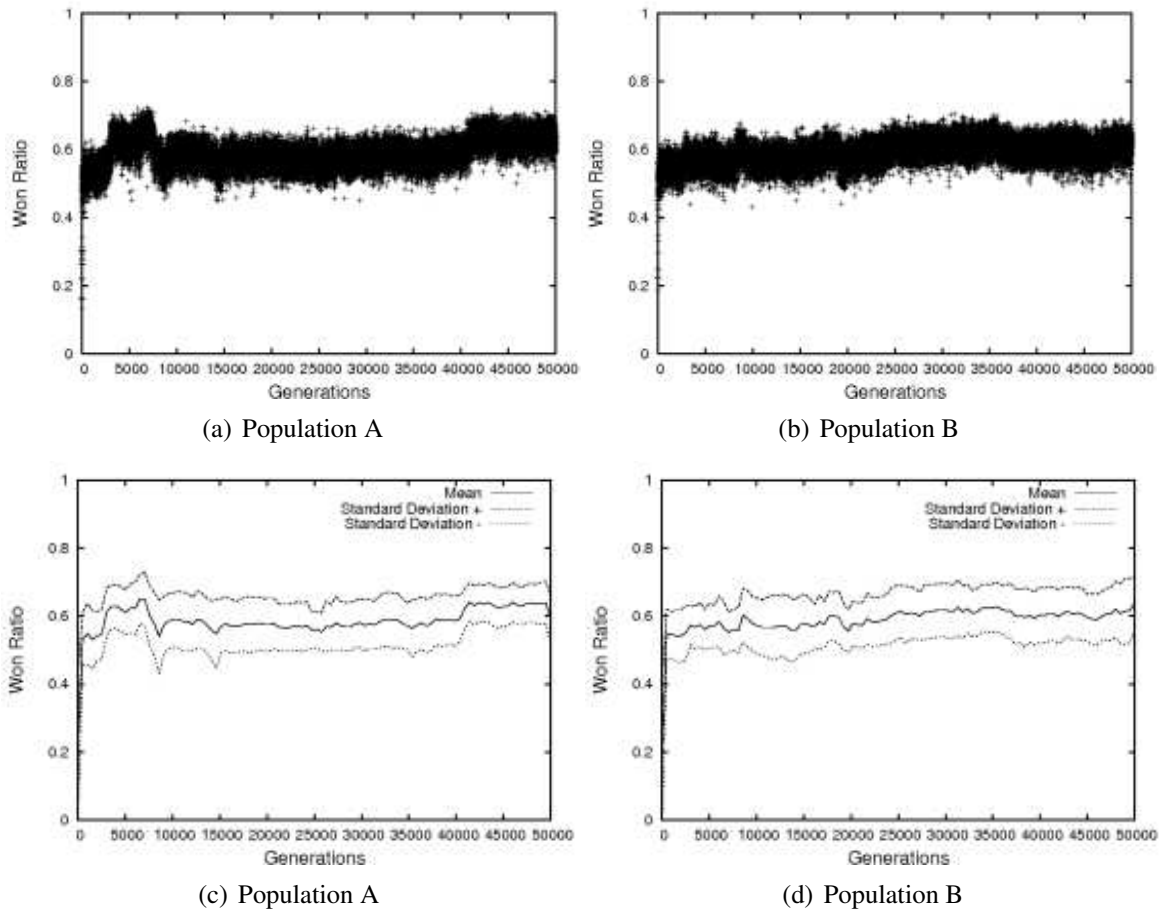 1
0.8
0.6
0.4
0.2
0
Won Ratio
0 5000 10000 15000 20000 25000 30000 35000 40000 45000 50000
Generations
(a) Population A
1
0.8
0.6
0.4
0.2
0
Won Ratio
0 5000 10000 15000 20000 25000 30000 35000 40000 45000 50000
Generations
(b) Population B
1
0.8
0.6
0.4
0.2
0
Won Ratio
Mean
Standard Deviation +
Standard Deviation -
0 5000 10000 15000 20000 25000 30000 35000 40000 45000 50000
Generations
(c) Population A
1
0.8
0.6
0.4
0.2
0
Won Ratio
Mean
Standard Deviation +
Standard Deviation -
0 5000 10000 15000 20000 25000 30000 35000 40000 45000 50000
Generations
(d) Population B